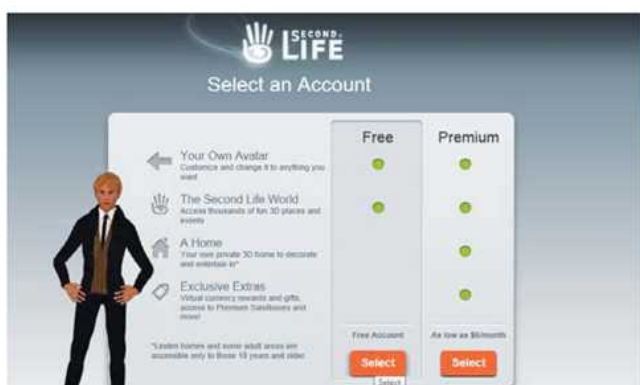 SECOND
LIFE
Select an Account
Free Premium
Your Own Avatar
Customize and change it to anything you
want
The Second Life World
Access thousands of fun 3D places and
events
A Home
Your own private 3D home to decorate
and entertain in*
Exclusive Extras
Virtual currency rewards and gifts,
access to Premium Sandboxes and
more!
Free Account As low as $6/month
*Linden homes and some adult areas are
accessible only to those 18 years and older.
Select Select
Select